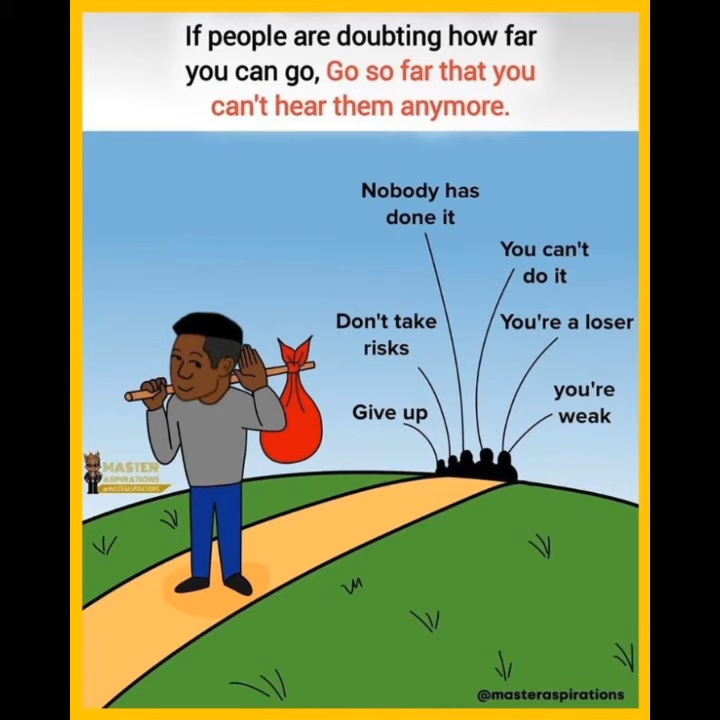 If people are doubting how far
you can go, Go so far that you
can't hear them anymore.
Nobody has
done it
You can't
do it
Don't take
risks
You're a loser
Give up
you're
weak
MASTER
ASPIRATIONS
@MASTERASPIRATIONS
@masteraspirations